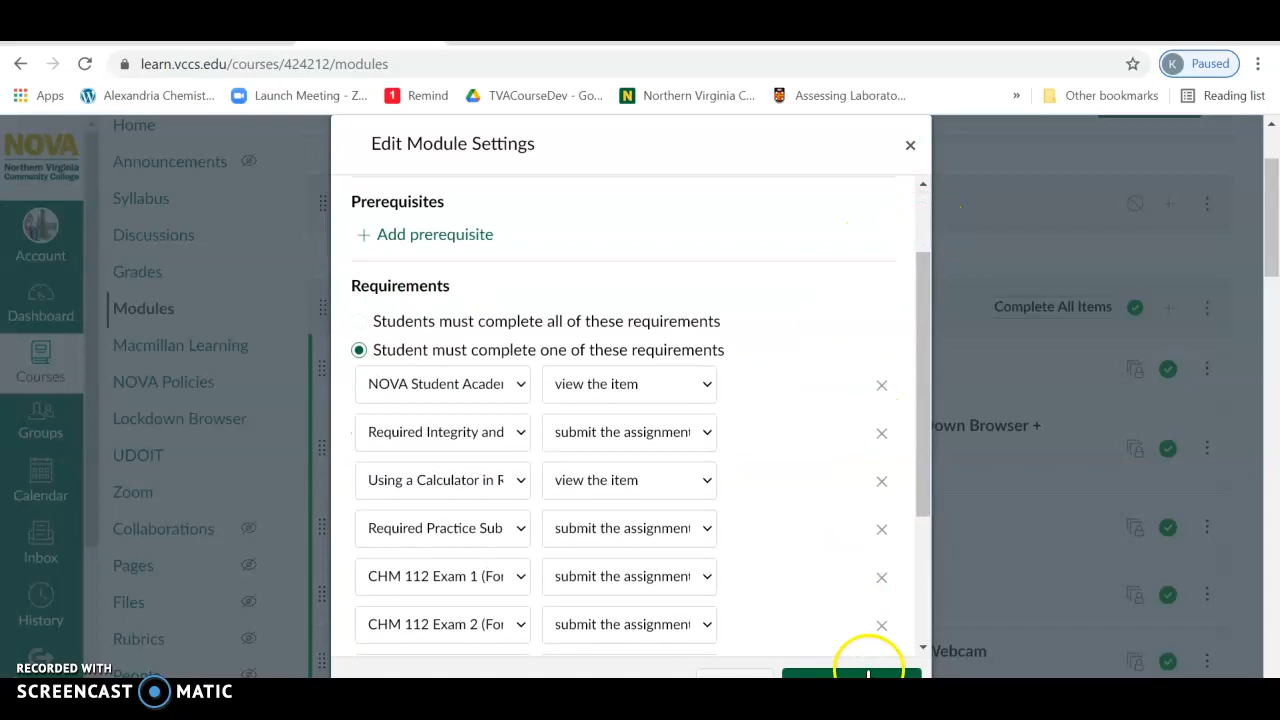 learn.vccs.edu/courses/424212/modules
K Paused
Apps Alexandria Chemist... Launch Meeting - Z... 1 Remind TVACourseDev - Go... N Northern Virginia C... Assessing Laborato... » Other bookmarks Reading list
NOVA
Northern Virginia
Community College
Account
Dashboard
Courses
Groups
Calendar
Inbox
History
Home
Announcements
Syllabus
Discussions
Grades
Modules
Macmillan Learning
NOVA Policies
Lockdown Browser
UDOIT
Zoom
Collaborations
Pages
Files
Rubrics
People
Edit Module Settings
Prerequisites
+ Add prerequisite
Requirements
Students must complete all of these requirements
Student must complete one of these requirements
NOVA Student Acader view the item
Required Integrity and submit the assignment
Using a Calculator in R view the item
Required Practice Sub submit the assignment
CHM 112 Exam 1 (For submit the assignment
CHM 112 Exam 2 (For submit the assignment
Complete All Items
own Browser +
Webcam
RECORDED WITH
SCREENCAST MATIC